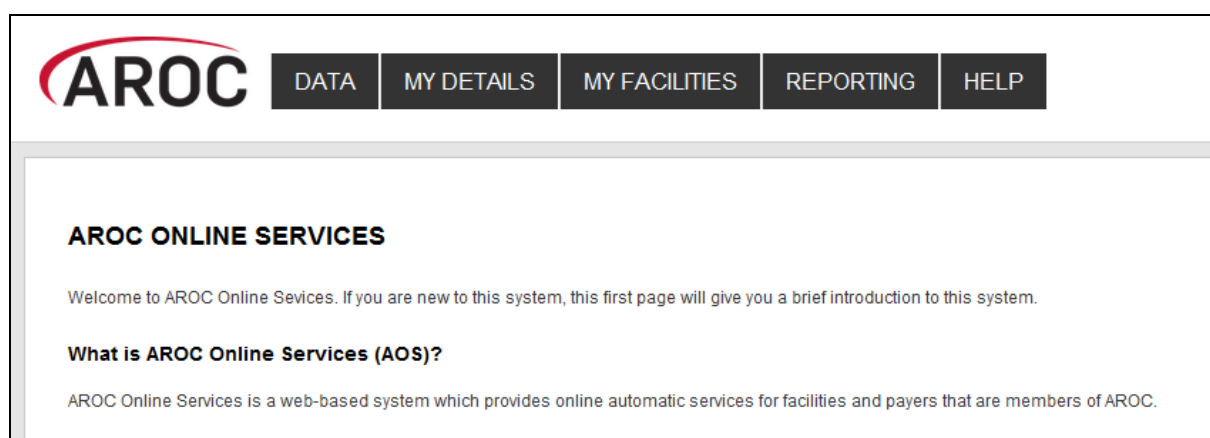 AROC DATA MY DETAILS MY FACILITIES REPORTING HELP
AROC ONLINE SERVICES
Welcome to AROC Online Sevices. If you are new to this system, this first page will give you a brief introduction to this system.
What is AROC Online Services (AOS)?
AROC Online Services is a web-based system which provides online automatic services for facilities and payers that are members of AROC.